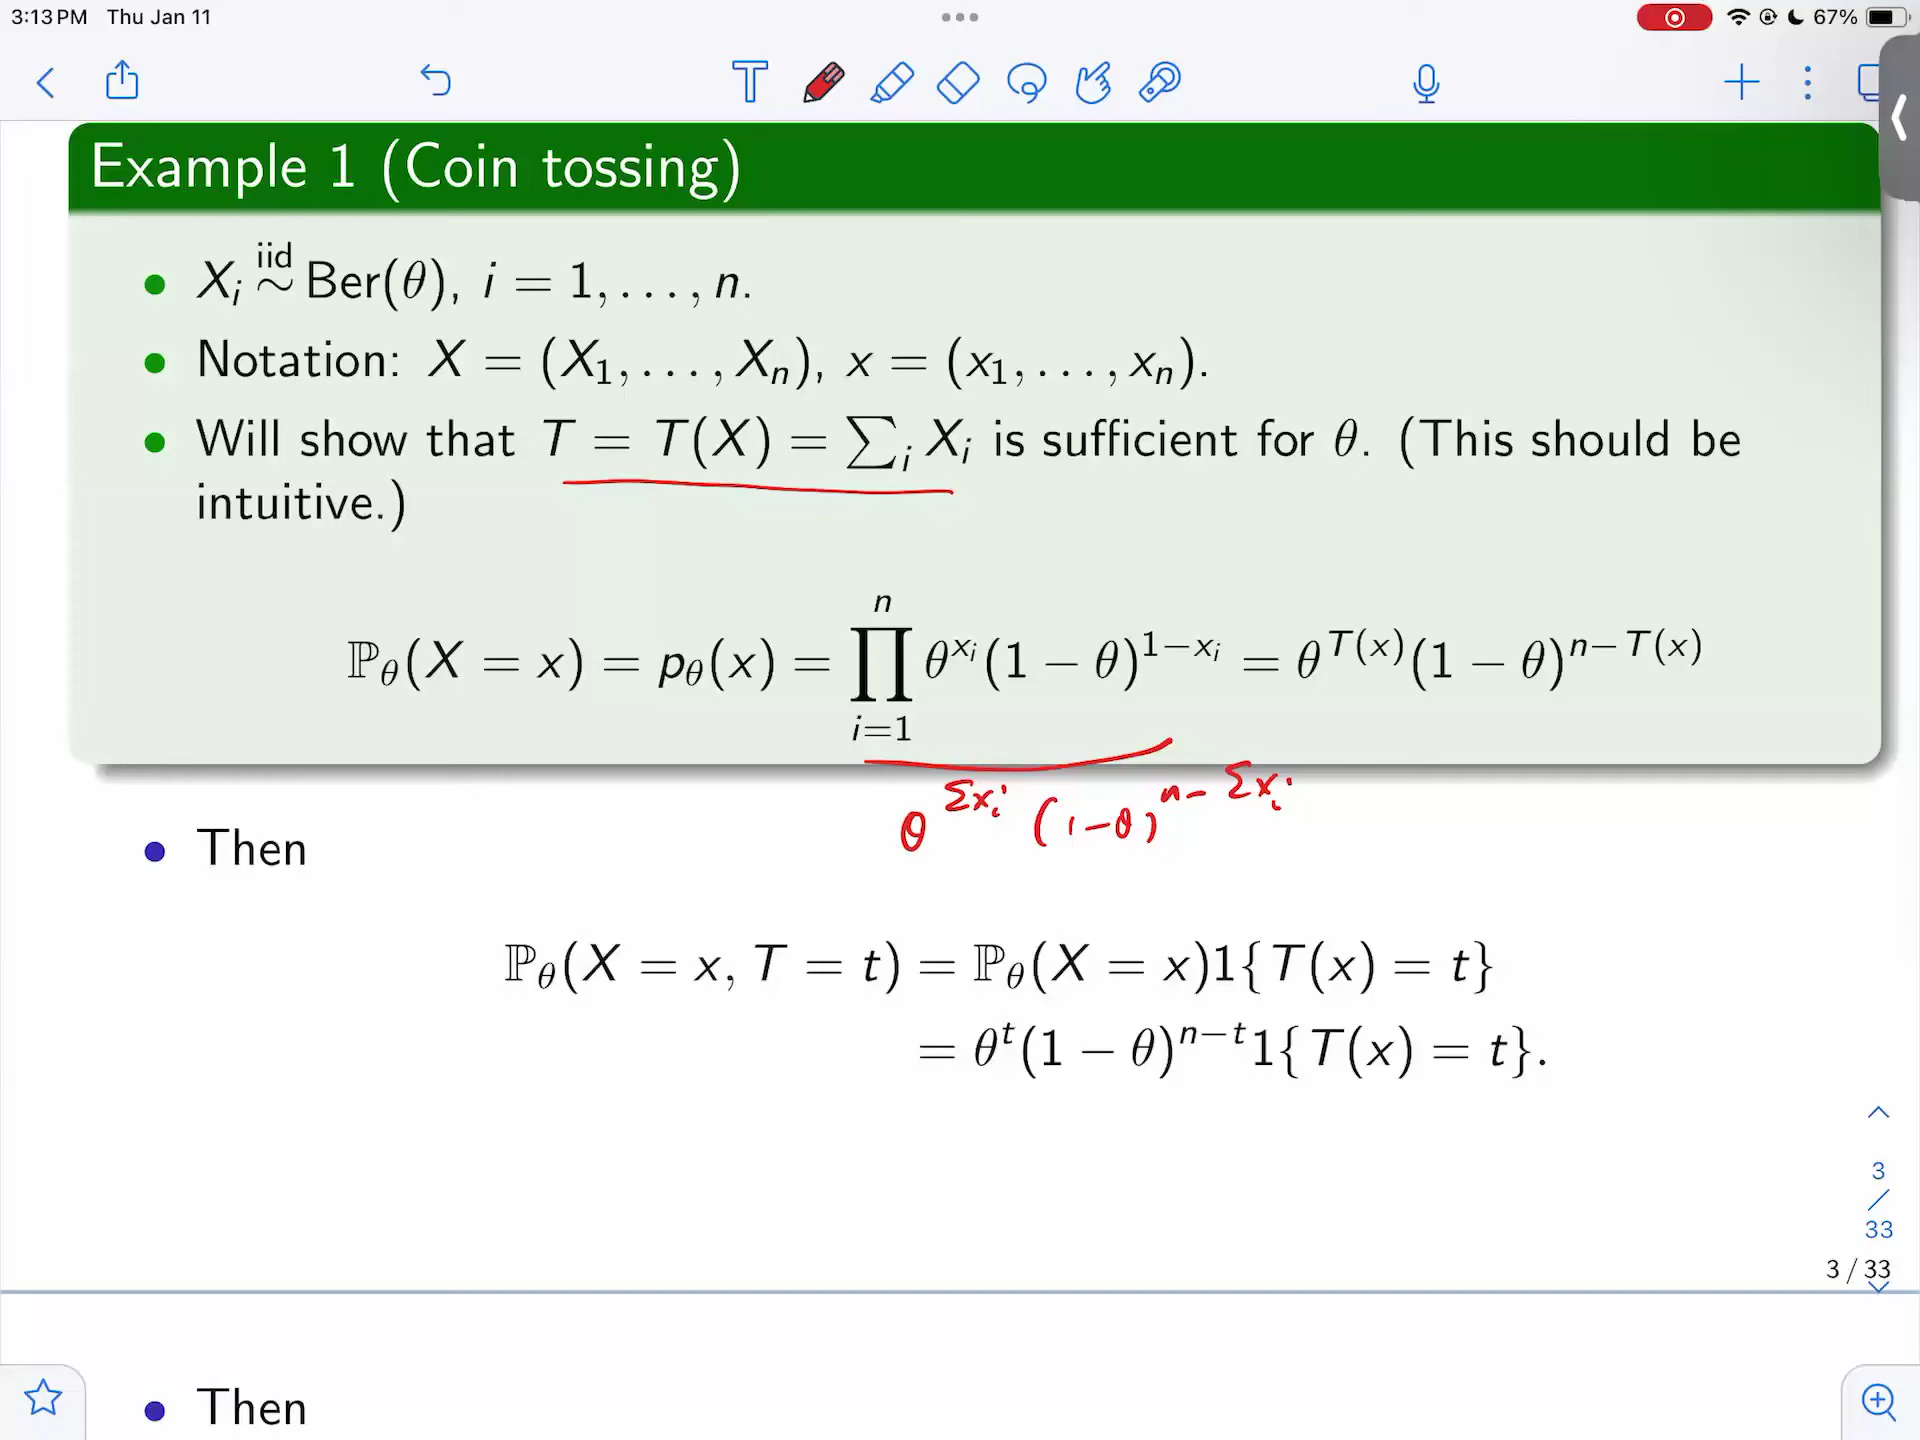 3:13 PM Thu Jan 11
67%
Example 1 (Coin tossing)
• X_i iid ∼ Ber(θ), i = 1, . . . , n.
• Notation: X = (X_1, . . . , X_n), x = (x_1, . . . , x_n).
• Will show that T = T(X) = ∑_i X_i is sufficient for θ. (This should be
intuitive.)
ℙ_θ(X = x) = p_θ(x) = ∏_{i=1}^{n} θ^{x_i}(1 − θ)^{1−x_i} = θ^{T(x)}(1 − θ)^{n−T(x)}
θ^{Σx_i} (1−θ)^{n−Σx_i}
• Then
ℙ_θ(X = x, T = t) = ℙ_θ(X = x)1{T(x) = t}
= θ^t(1 − θ)^{n−t}1{T(x) = t}.
3
/
33
3 / 33
• Then